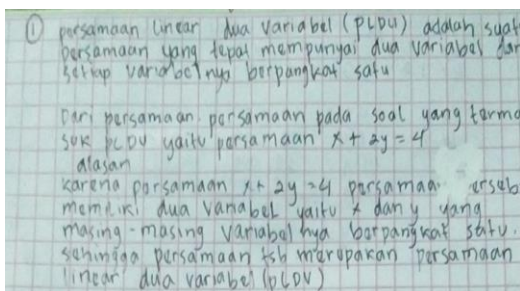 ① persamaan linear dua variabel (PLDV) adalah suat
persamaan yang tepat mempunyai dua variabel dan
setiap variabelnya berpangkat satu
Dari persamaan persamaan pada soal yang terma
suk PLDV yaitu persamaan x + 2y = 4
alasan
karena persamaan x + 2y = 4 persamaa erseb
memiliki dua variabel yaitu x dan y yang
masing-masing variabelnya berpangkat satu.
sehingga persamaan tsb merupakan persamaan
linear dua variabel (PLDV)